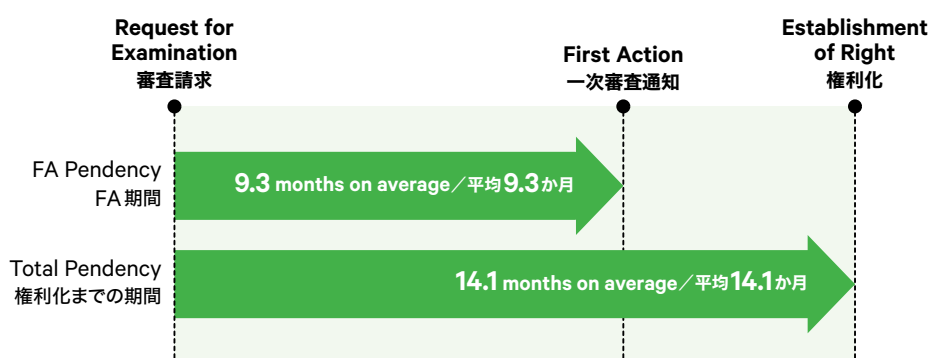 Request for
Examination
審査請求
First Action
一次審査通知
Establishment
of Right
権利化
FA Pendency
FA期間
9.3 months on average／平均9.3か月
Total Pendency
権利化までの期間
14.1 months on average／平均14.1か月